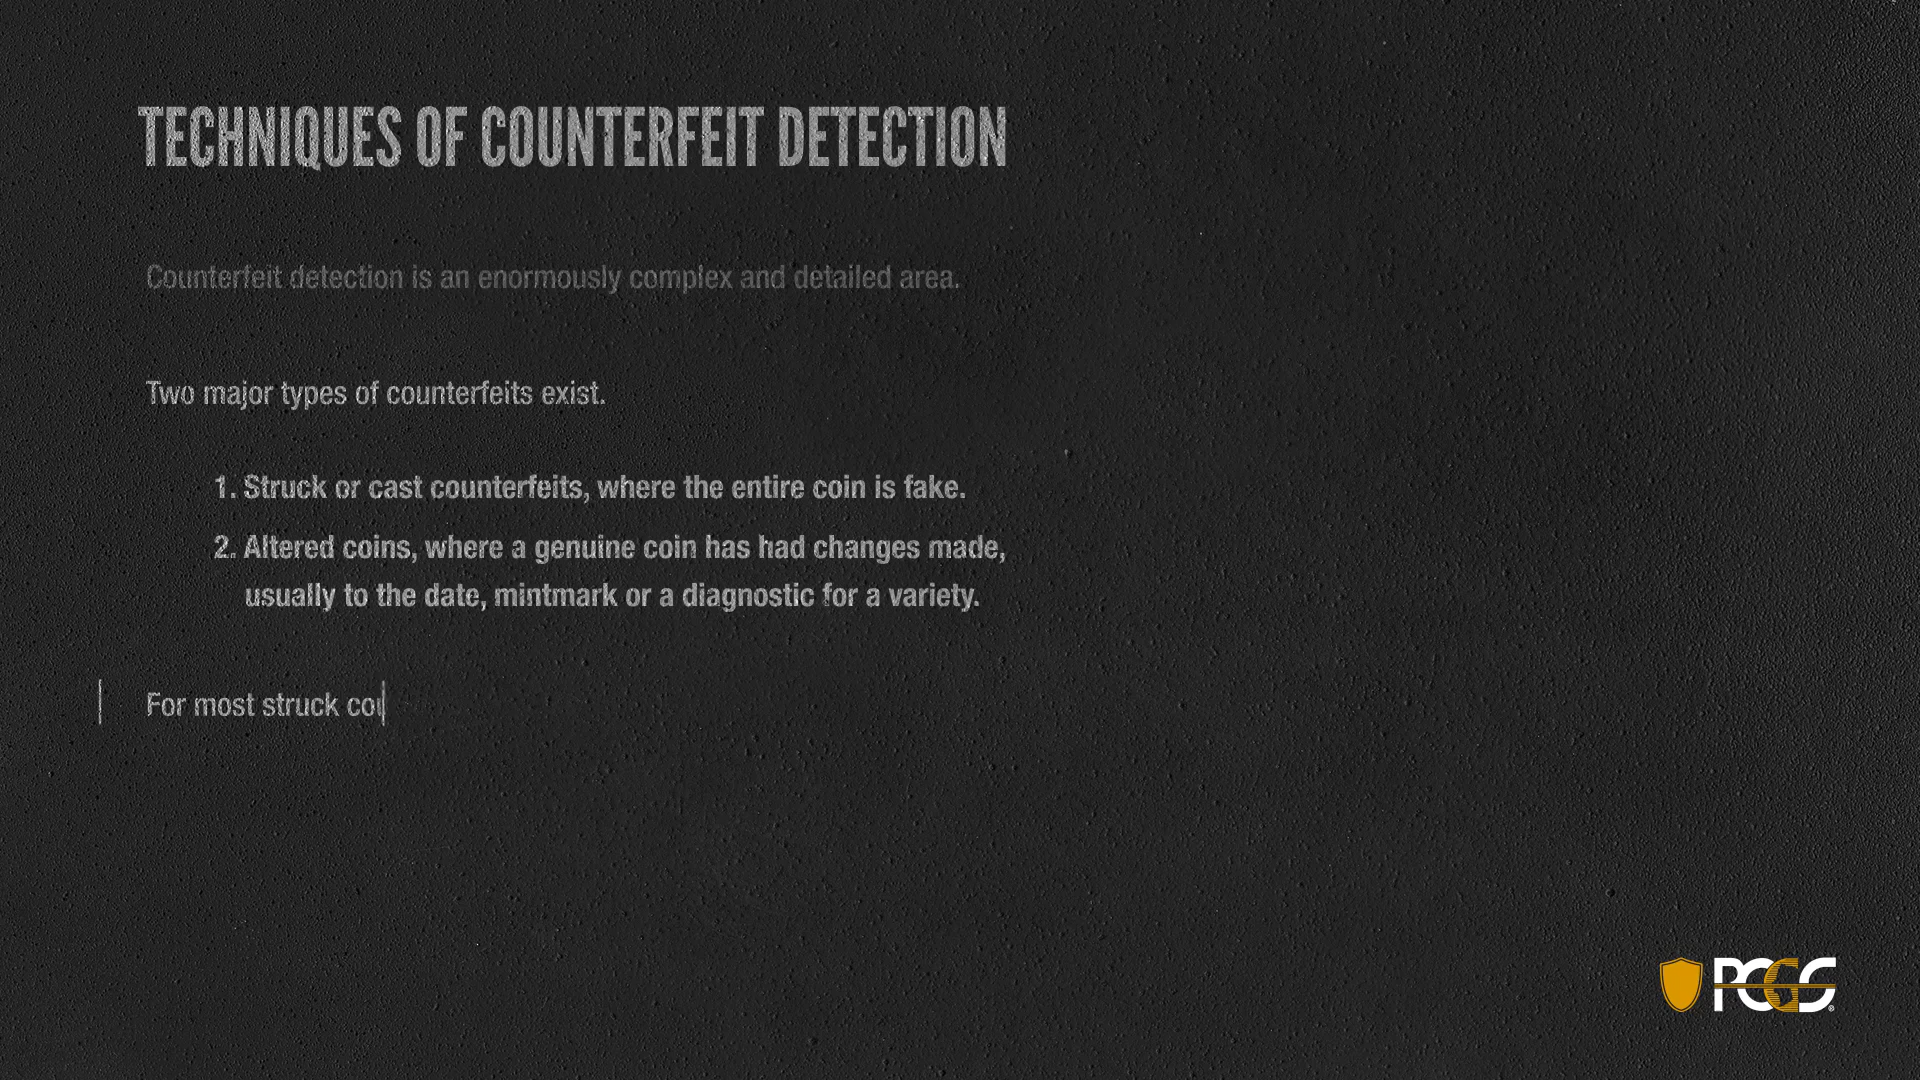 TECHNIQUES OF COUNTERFEIT DETECTION
Counterfeit detection is an enormously complex and detailed area.
Two major types of counterfeits exist.
1. Struck or cast counterfeits, where the entire coin is fake.
2. Altered coins, where a genuine coin has had changes made,
usually to the date, mintmark or a diagnostic for a variety.
For most struck cou
PCGS